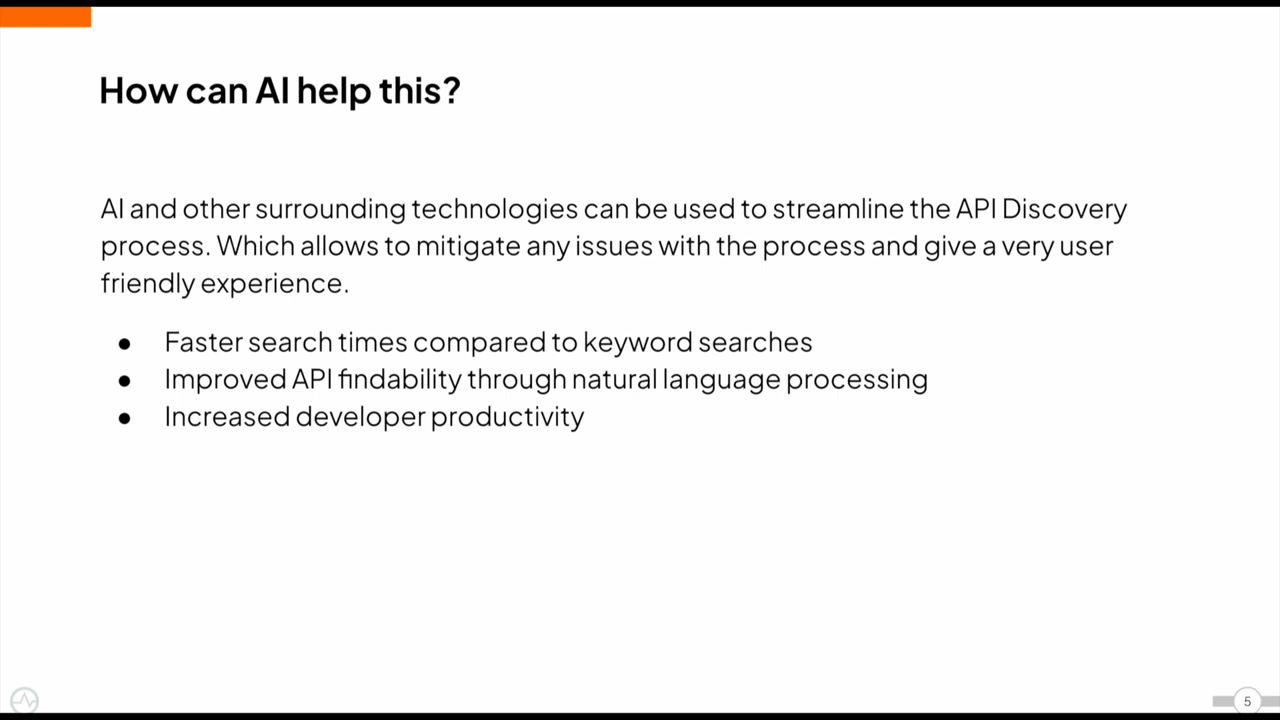 How can AI help this?
AI and other surrounding technologies can be used to streamline the API Discovery
process. Which allows to mitigate any issues with the process and give a very user
friendly experience.
● Faster search times compared to keyword searches
● Improved API findability through natural language processing
● Increased developer productivity
5